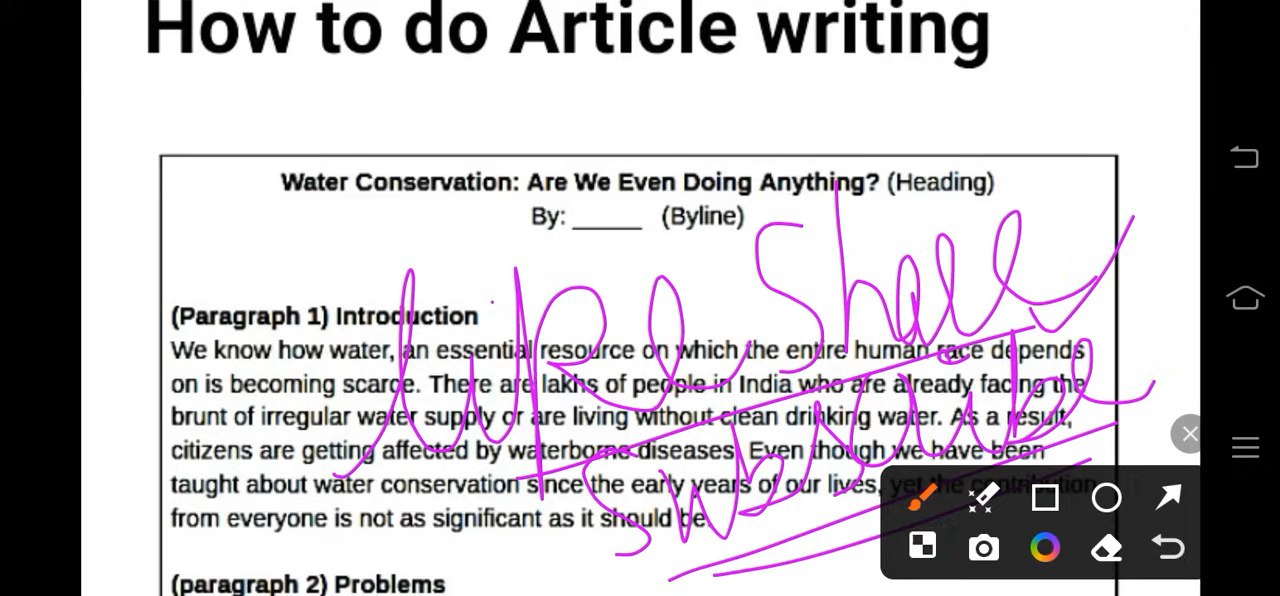 How to do Article writing
Water Conservation: Are We Even Doing Anything? (Heading)
By: _____ (Byline)
(Paragraph 1) Introduction
We know how water, an essential resource on which the entire human race depends
on is becoming scarce. There are lakhs of people in India who are already facing the
brunt of irregular water supply or are living without clean drinking water. As a result,
citizens are getting affected by waterborne diseases. Even though we have been
taught about water conservation since the early years of our lives, yet the contribution
from everyone is not as significant as it should be.
(paragraph 2) Problems
like Share
Subscribe